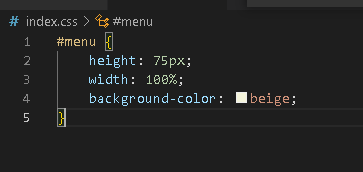 # index.css > #menu
1 #menu {
2 height: 75px;
3 width: 100%;
4 background-color: beige;
5 }